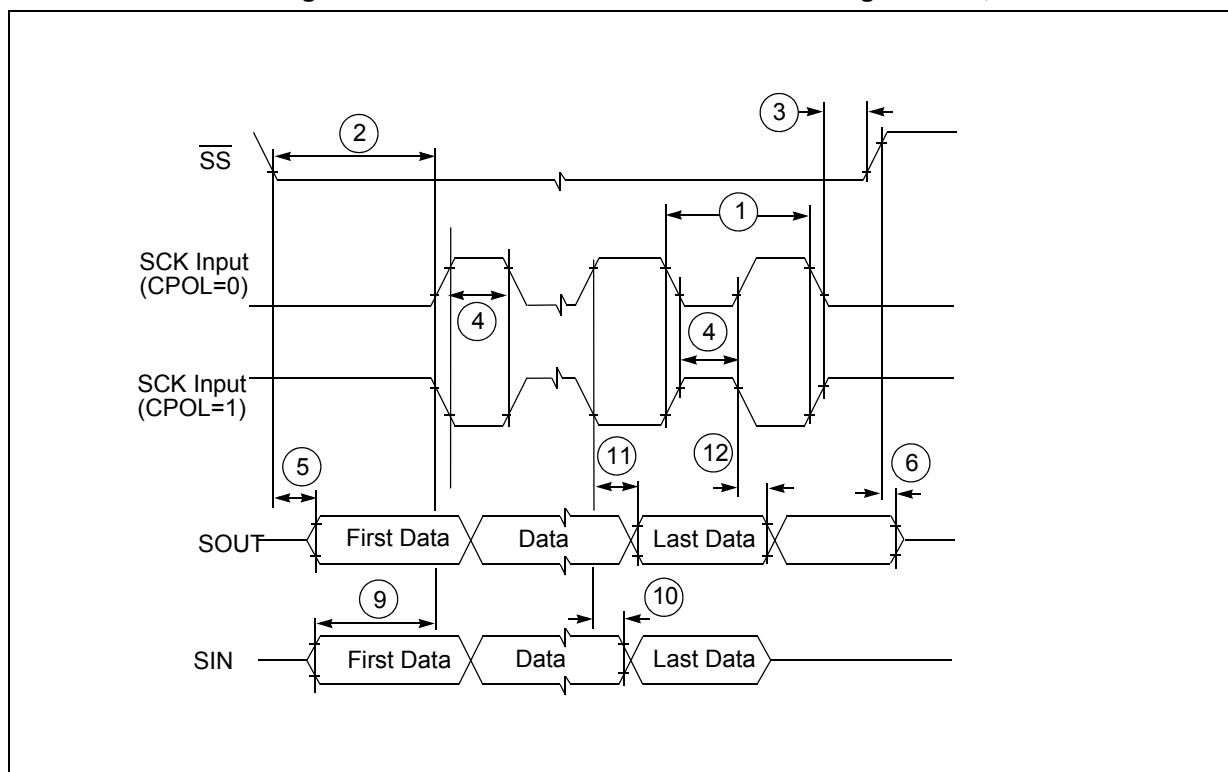 3
2
SS
1
SCK Input
(CPOL=0)
4
4
SCK Input
(CPOL=1)
5
11
12
6
SOUT
First Data
Data
Last Data
9
10
SIN
First Data
Data
Last Data